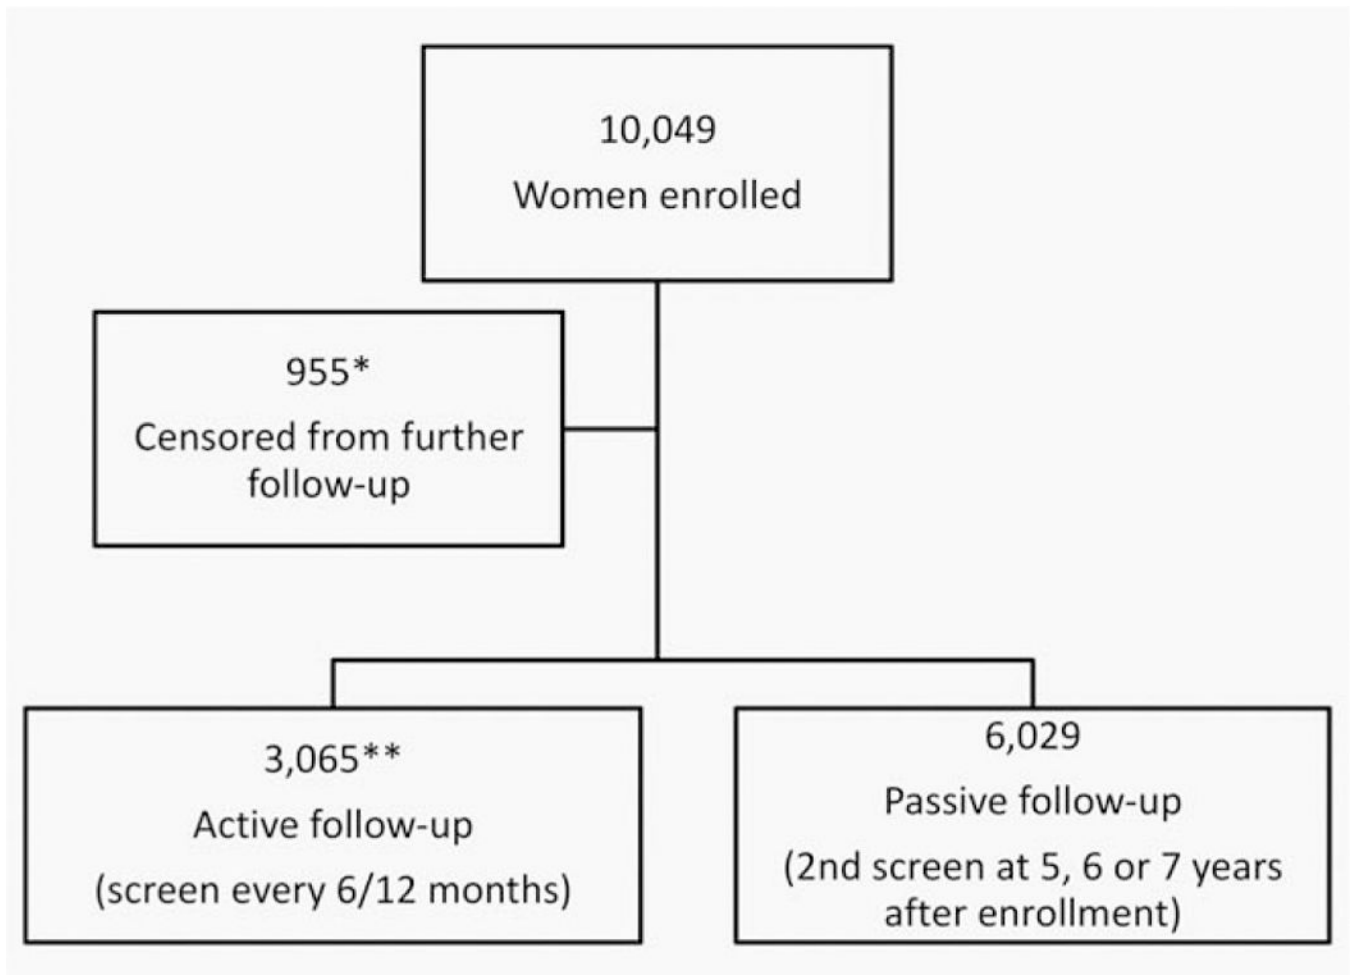 10,049
Women enrolled
955*
Censored from further
follow-up
3,065**
Active follow-up
(screen every 6/12 months)
6,029
Passive follow-up
(2nd screen at 5, 6 or 7 years
after enrollment)